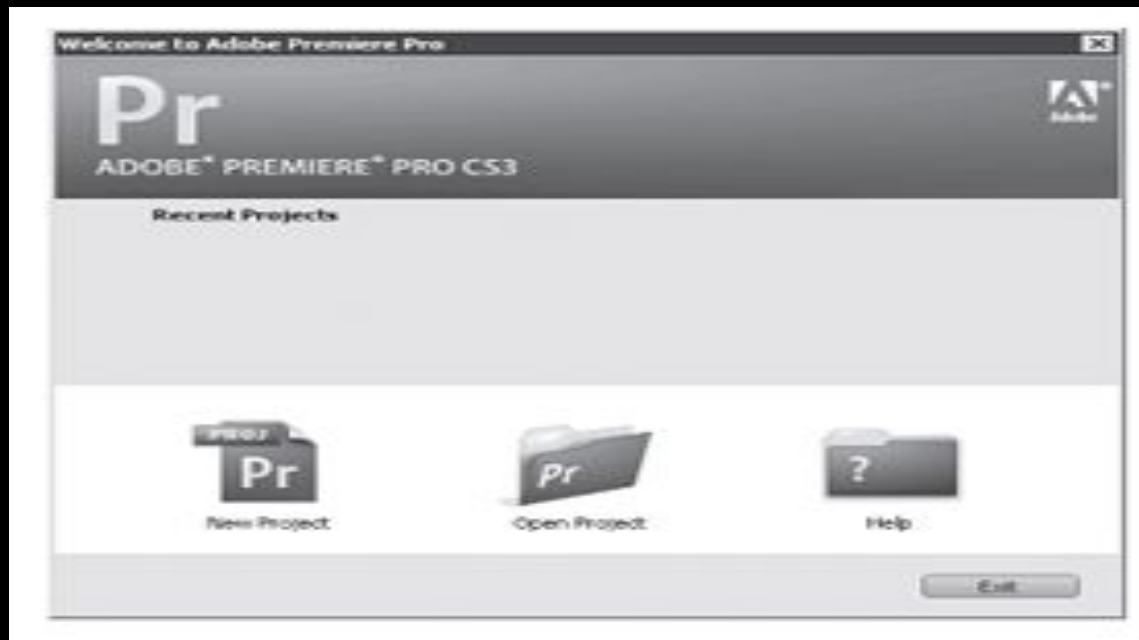 Welcome to Adobe Premiere Pro
Pr
Adobe
ADOBE® PREMIERE® PRO CS3
Recent Projects
PROJ
Pr
Pr
?
New Project
Open Project
Help
Exit